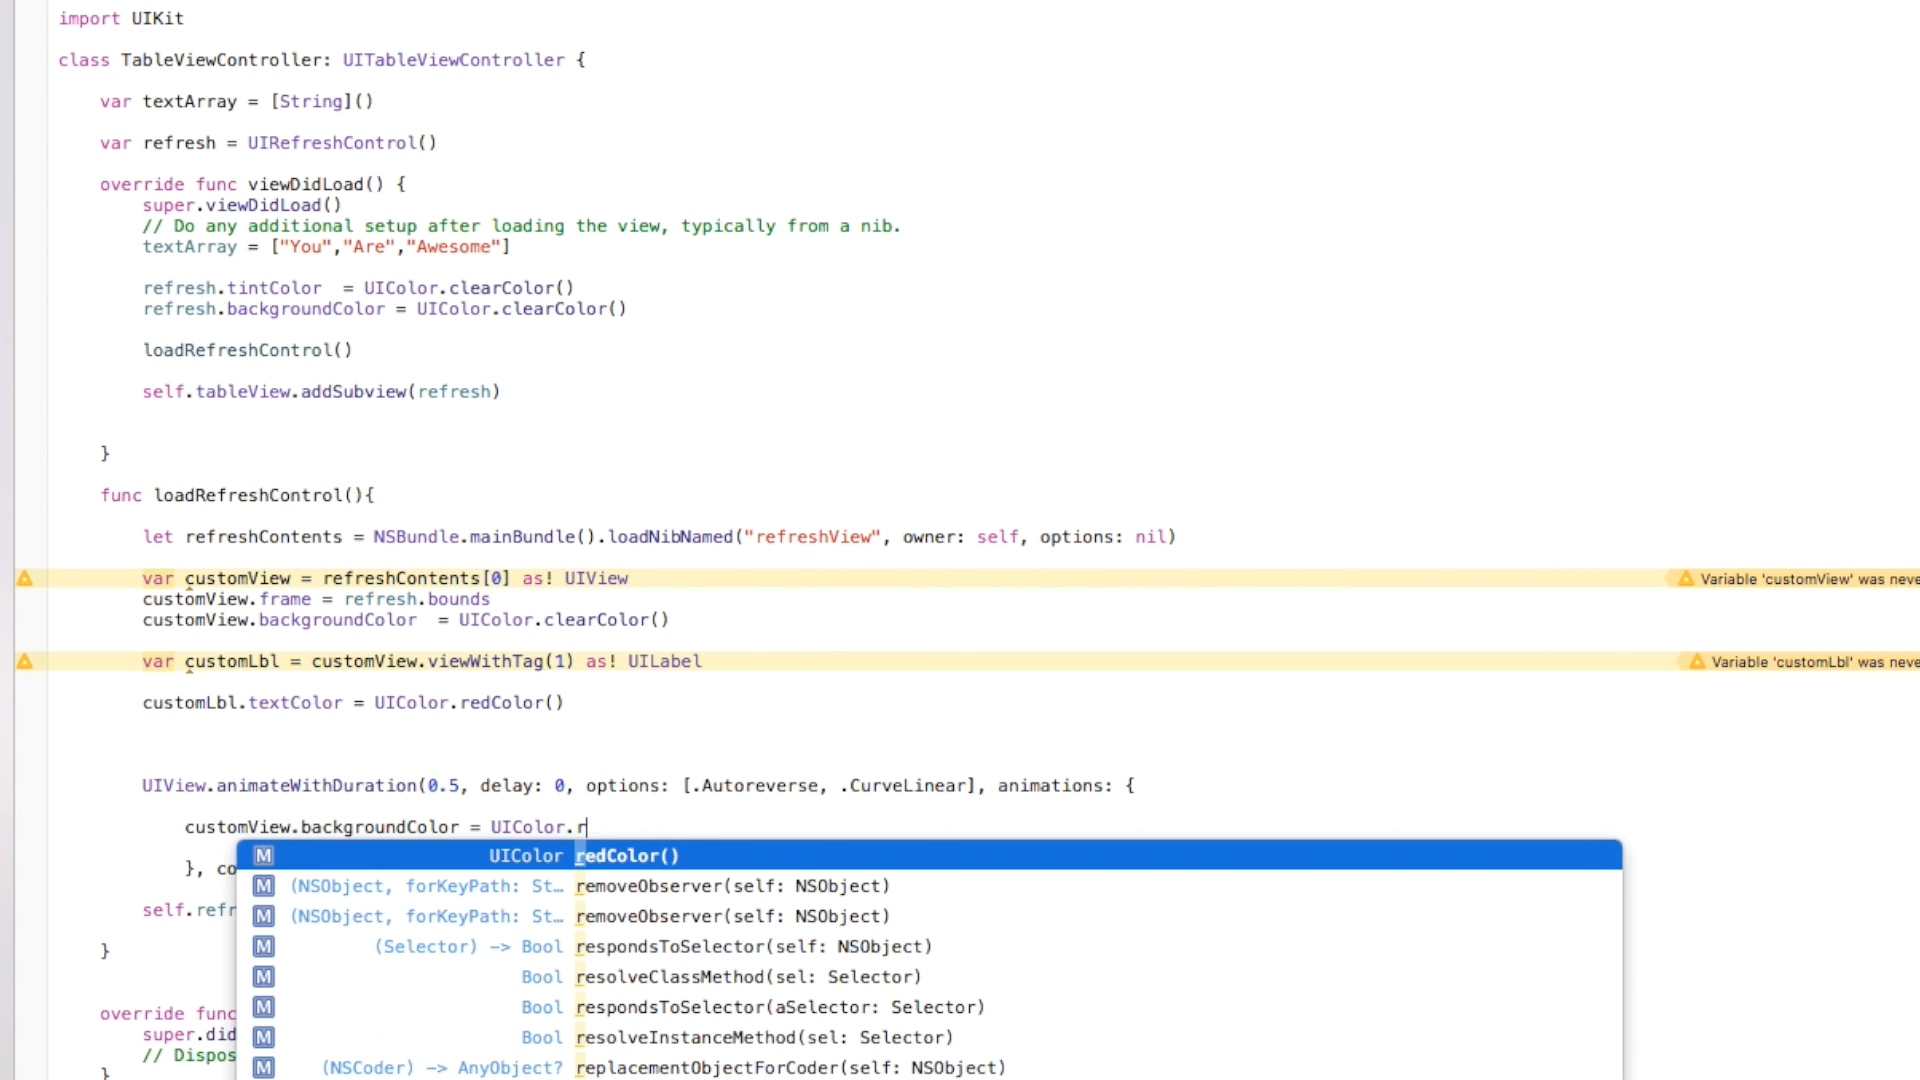 import UIKit
class TableViewController: UITableViewController {
var textArray = [String]()
var refresh = UIRefreshControl()
override func viewDidLoad() {
super.viewDidLoad()
// Do any additional setup after loading the view, typically from a nib.
textArray = ["You","Are","Awesome"]
refresh.tintColor  = UIColor.clearColor()
refresh.backgroundColor = UIColor.clearColor()
loadRefreshControl()
self.tableView.addSubview(refresh)
}
func loadRefreshControl(){
let refreshContents = NSBundle.mainBundle().loadNibNamed("refreshView", owner: self, options: nil)
var customView = refreshContents[0] as! UIView
Variable 'customView' was neve
customView.frame = refresh.bounds
customView.backgroundColor  = UIColor.clearColor()
var customLbl = customView.viewWithTag(1) as! UILabel
Variable 'customLbl' was neve
customLbl.textColor = UIColor.redColor()
UIView.animateWithDuration(0.5, delay: 0, options: [.Autoreverse, .CurveLinear], animations: {
customView.backgroundColor = UIColor.r
M UIColor redColor()
}, co
M (NSObject, forKeyPath: St… removeObserver(self: NSObject)
self.refr
M (NSObject, forKeyPath: St… removeObserver(self: NSObject)
}
M (Selector) -> Bool respondsToSelector(self: NSObject)
M Bool resolveClassMethod(sel: Selector)
override func
M Bool respondsToSelector(aSelector: Selector)
super.did
M Bool resolveInstanceMethod(sel: Selector)
// Dispos
M (NSCoder) -> AnyObject? replacementObjectForCoder(self: NSObject)
}